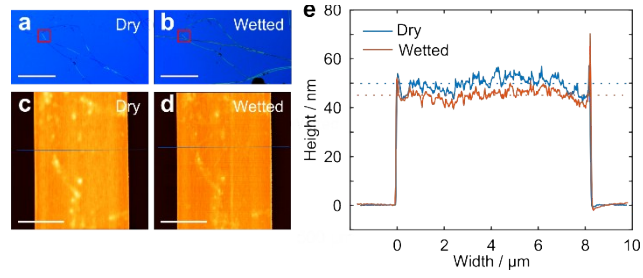 a Dry
b Wetted
c Dry
d Wetted
e
80
60
50
40
20
0
Height / nm
Dry
Wetted
0 2 4 6 8 10
Width / μm